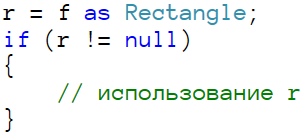 r = f as Rectangle;
if (r != null)
{
    // использование r
}